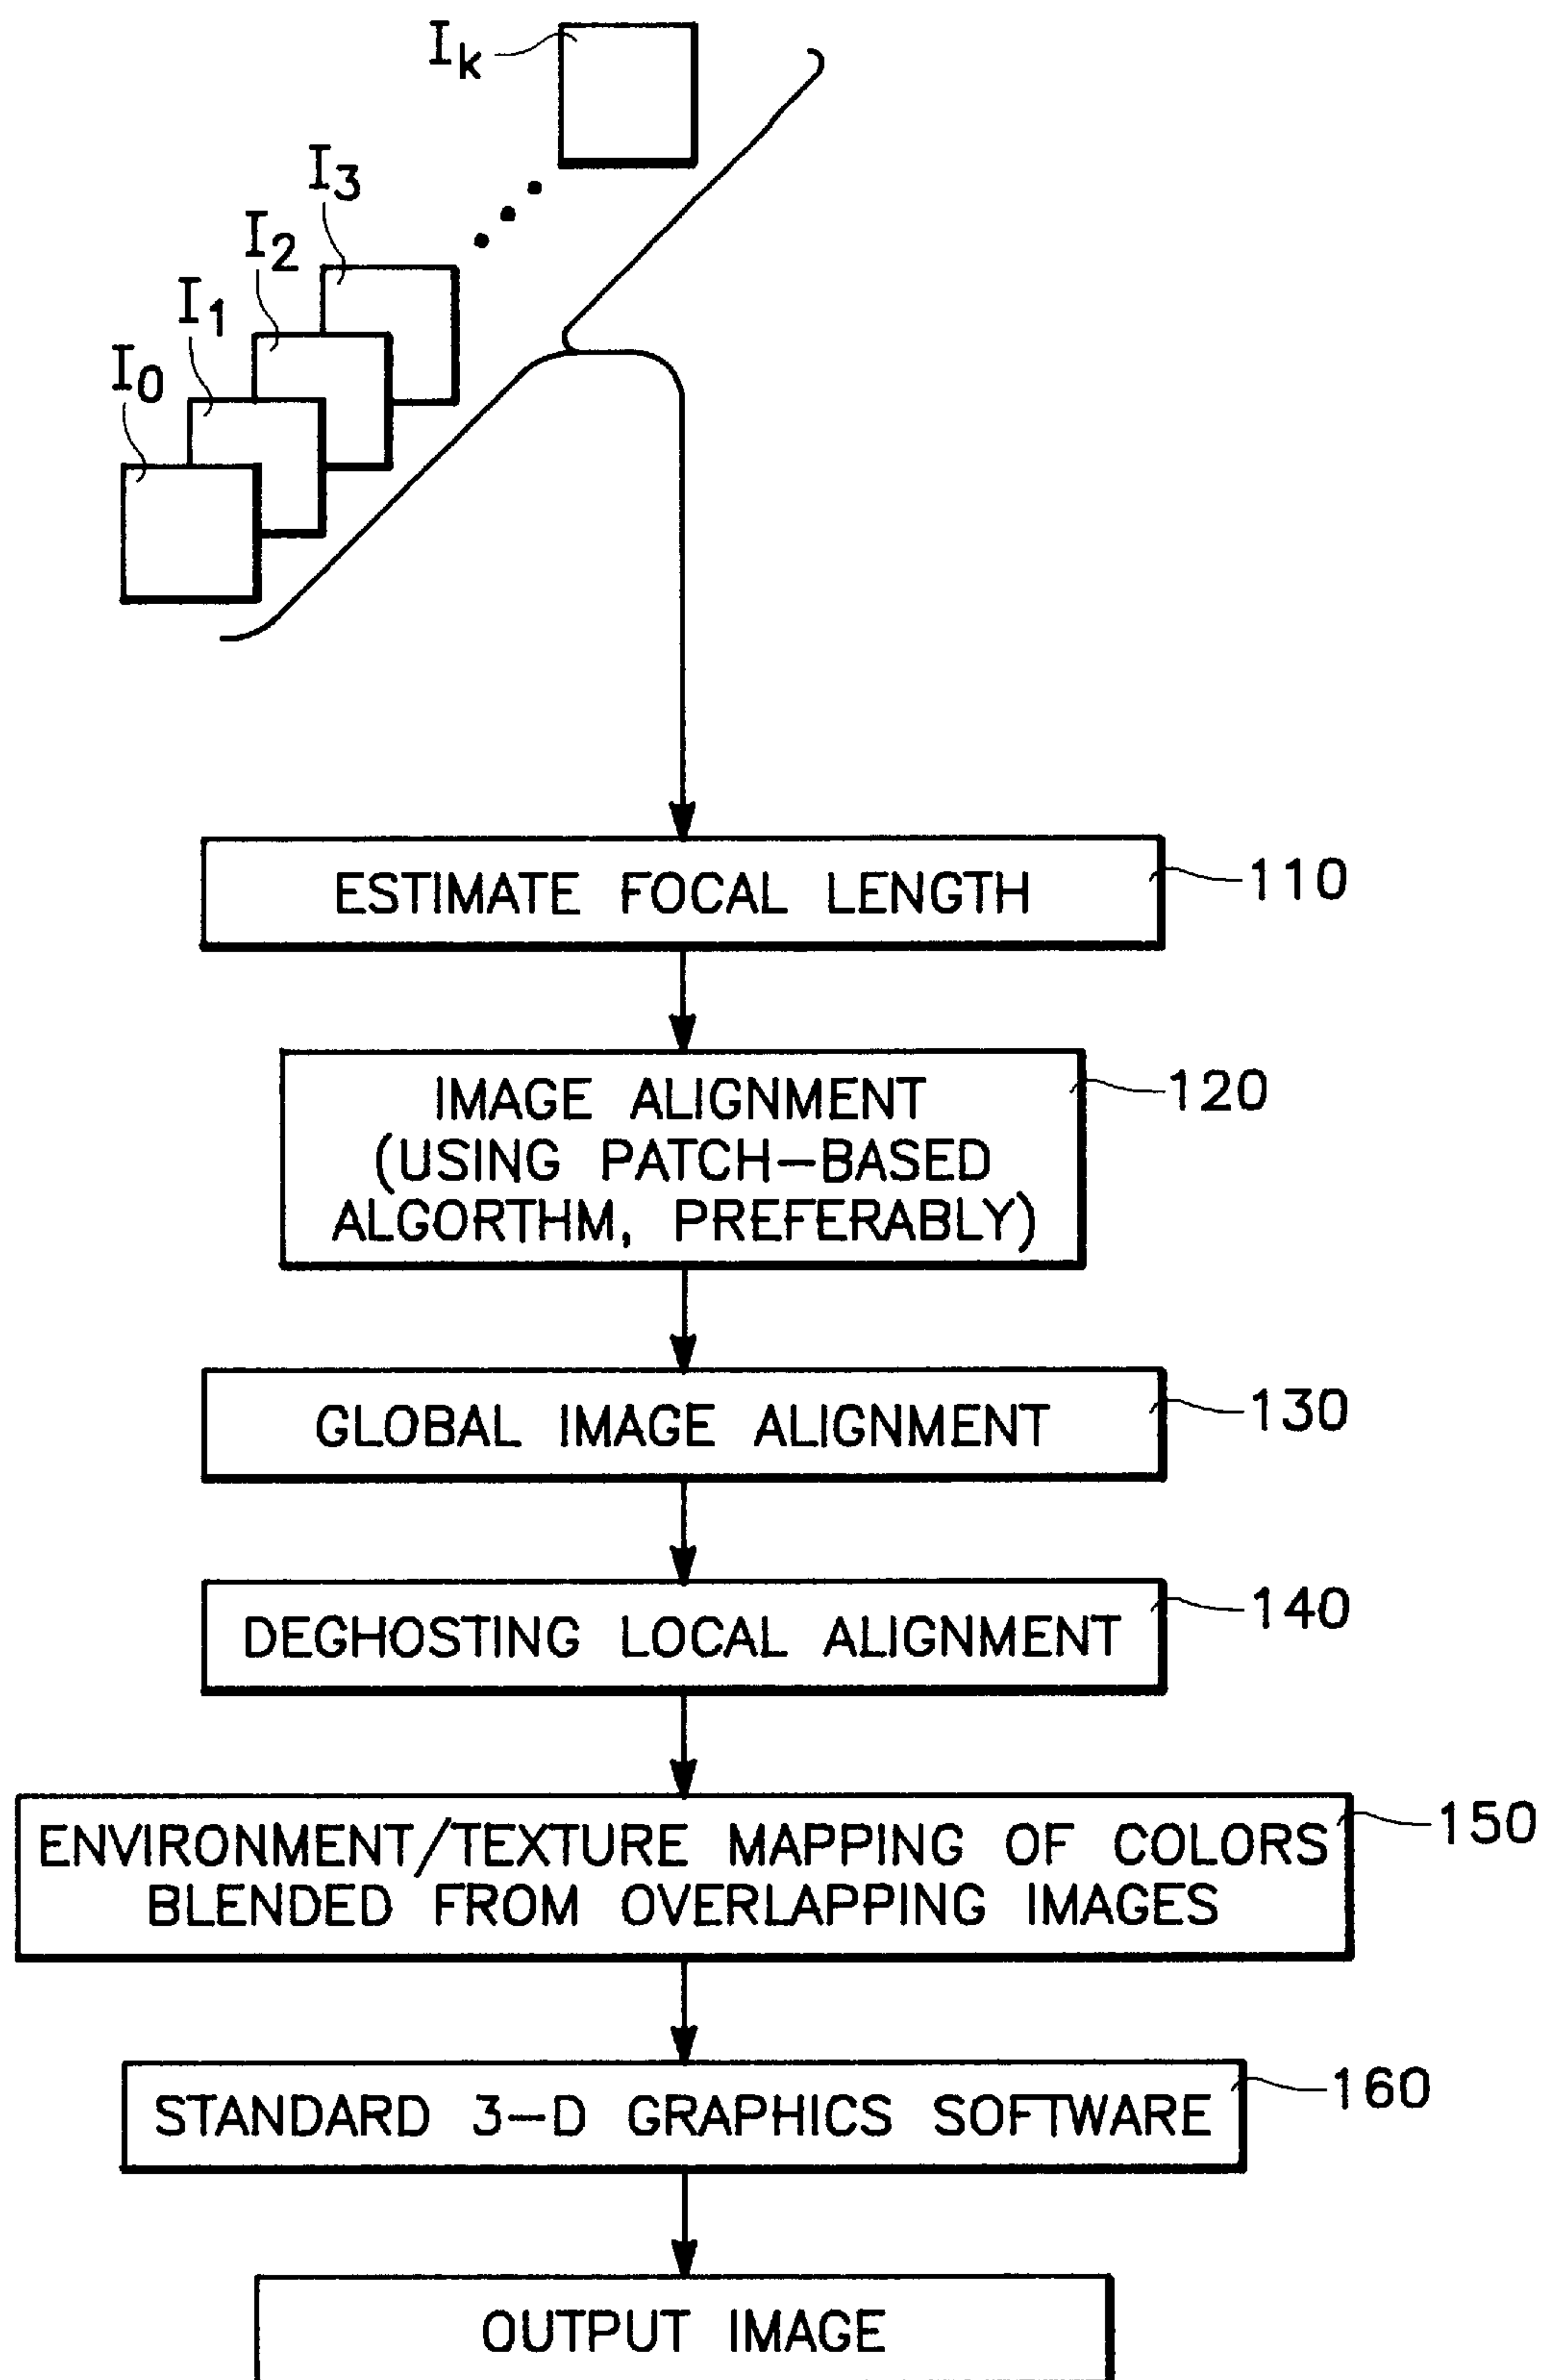 Ik
I3
I2
I1
I0
ESTIMATE FOCAL LENGTH
110
IMAGE ALIGNMENT
(USING PATCH-BASED
ALGORTHM, PREFERABLY)
120
GLOBAL IMAGE ALIGNMENT
130
DEGHOSTING LOCAL ALIGNMENT
140
ENVIRONMENT/TEXTURE MAPPING OF COLORS
BLENDED FROM OVERLAPPING IMAGES
150
STANDARD 3-D GRAPHICS SOFTWARE
160
OUTPUT IMAGE